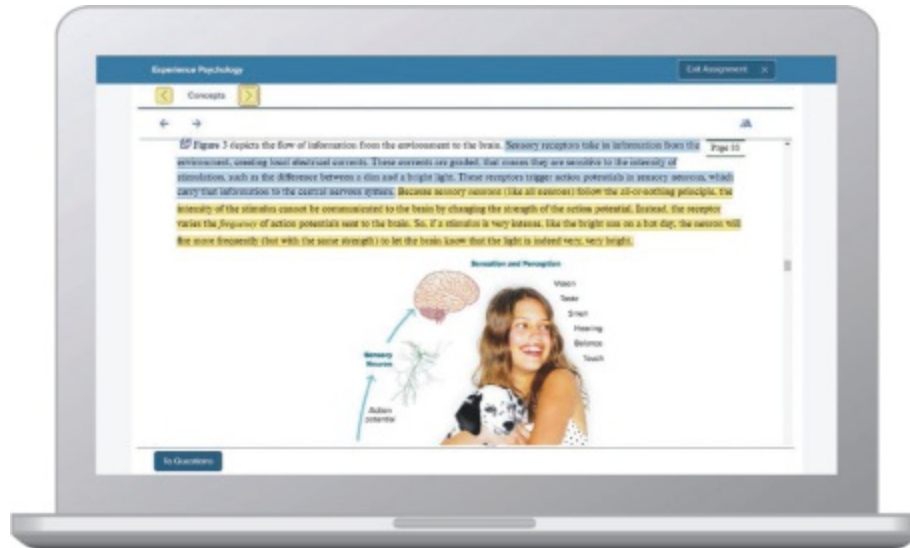 Experience Psychology
Exit Assignment ×
Concepts
Figure 3 depicts the flow of information from the environment to the brain. Sensory receptors take in information from the
Page 93
environment, creating local electrical currents. These currents are graded; that means they are sensitive to the intensity of
stimulation, such as the difference between a dim and a bright light. These receptors trigger action potentials in sensory neurons, which
carry that information to the central nervous system. Because sensory neurons (like all neurons) follow the all-or-nothing principle, the
intensity of the stimulus cannot be communicated to the brain by changing the strength of the action potential. Instead, the receptor
varies the frequency of action potentials sent to the brain. So, if a stimulus is very intense, like the bright sun on a hot day, the neuron will
fire more frequently (but with the same strength) to let the brain know that the light is indeed very, very bright.
Sensation and Perception
Vision
Taste
Smell
Hearing
Balance
Touch
Sensory
Neuron
Action
potential
To Questions